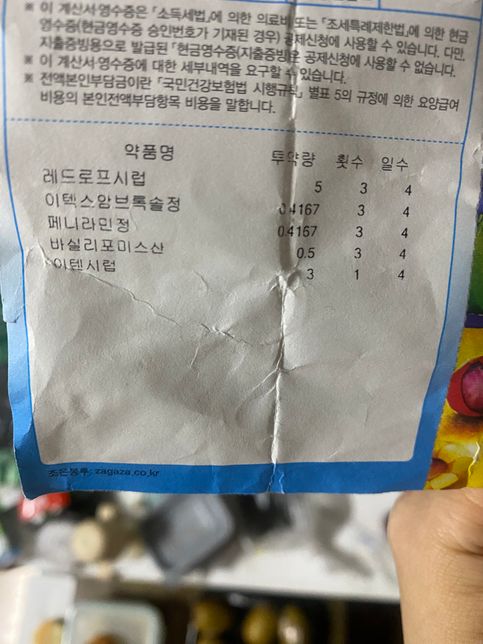 ※ 이 계산서·영수증은 「소득세법」에 의한 의료비 또는 「조세특례제한법」에 의한 현금
영수증(현금영수증 승인번호가 기재된 경우) 공제신청에 사용할 수 있습니다. 다만,
지출증빙용으로 발급된 「현금영수증(지출증빙)」은 공제신청에 사용할 수 없습니다.
※ 이 계산서·영수증에 대한 세부내역을 요구할 수 있습니다.
※ 전액본인부담금이란 「국민건강보험법 시행규칙」 별표 5의 규정에 의한 요양급여
비용의 본인전액부담항목 비용을 말합니다.
약품명 투약량 횟수 일수
레드로프시럽 5 3 4
이텍스암브록솔정 0.4167 3 4
페니라민정 0.4167 3 4
바실리포미스산 0.5 3 4
이텐시럽 3 1 4
조은봉투: zagaza.co.kr